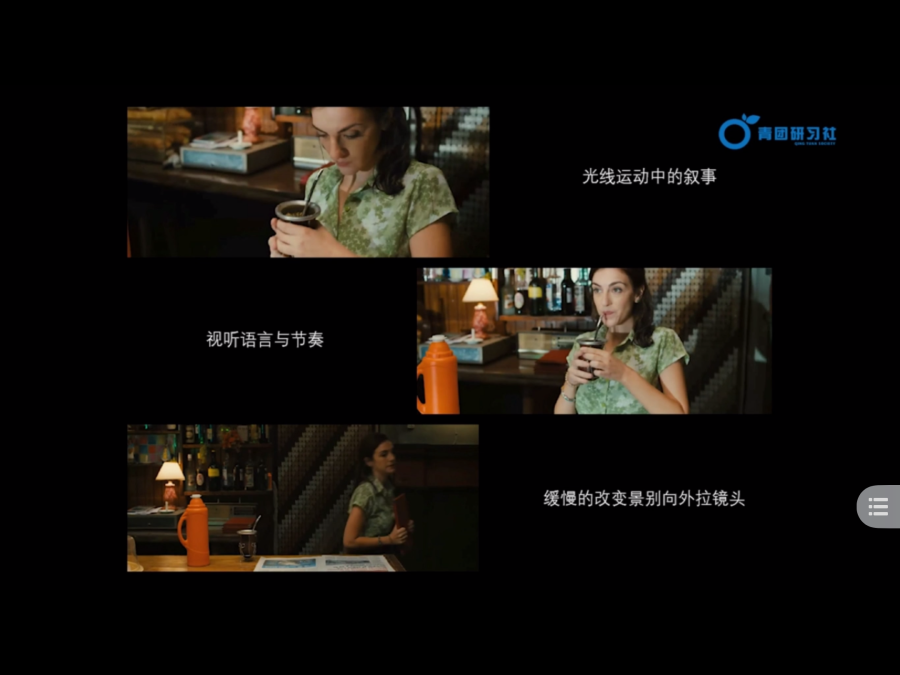 青团研习社
光线运动中的叙事
视听语言与节奏
缓慢的改变景别向外拉镜头